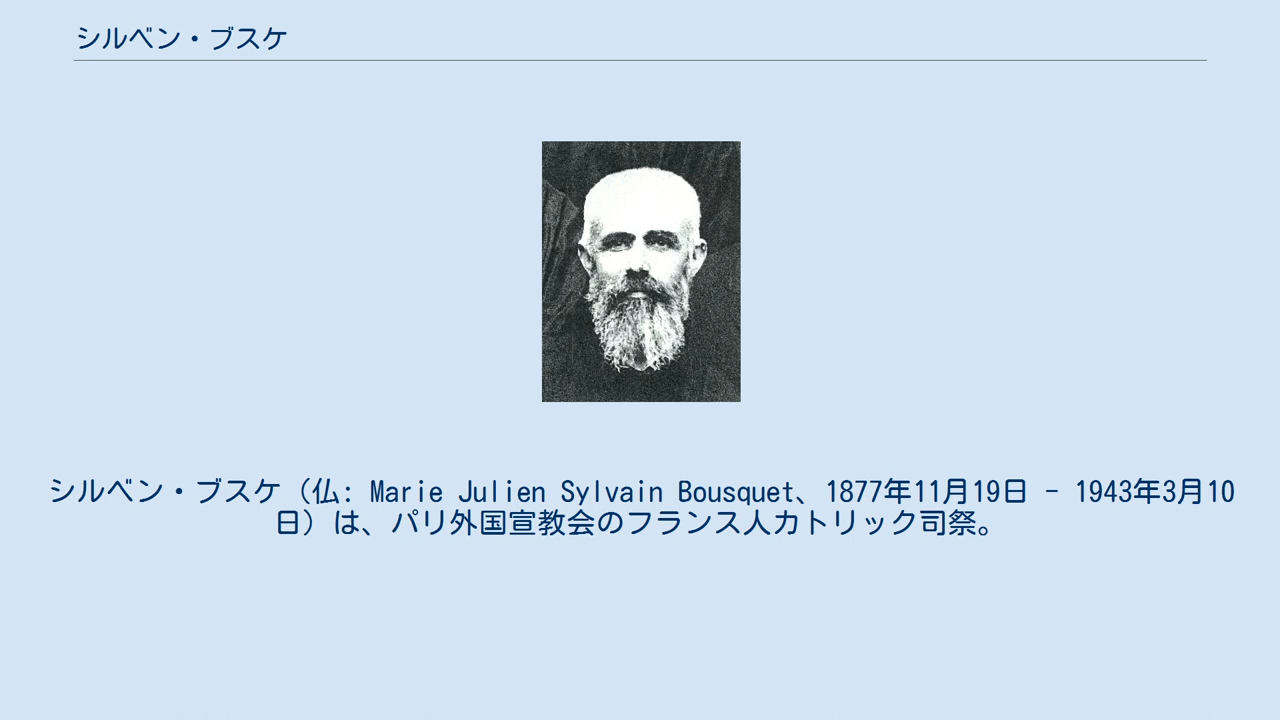 シルベン・ブスケ
シルベン・ブスケ（仏: Marie Julien Sylvain Bousquet、1877年11月19日 - 1943年3月10
日）は、パリ外国宣教会のフランス人カトリック司祭。